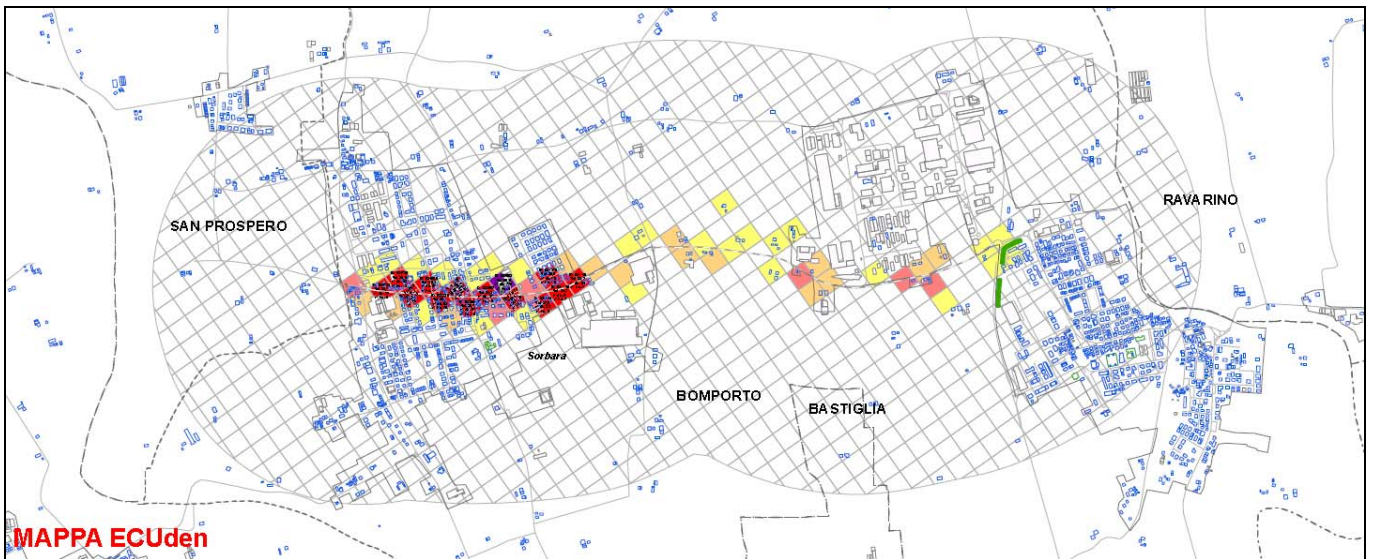 SAN PROSPERO
RAVARINO
Sorbara
BOMPORTO
BASTIGLIA
MAPPA ECUden